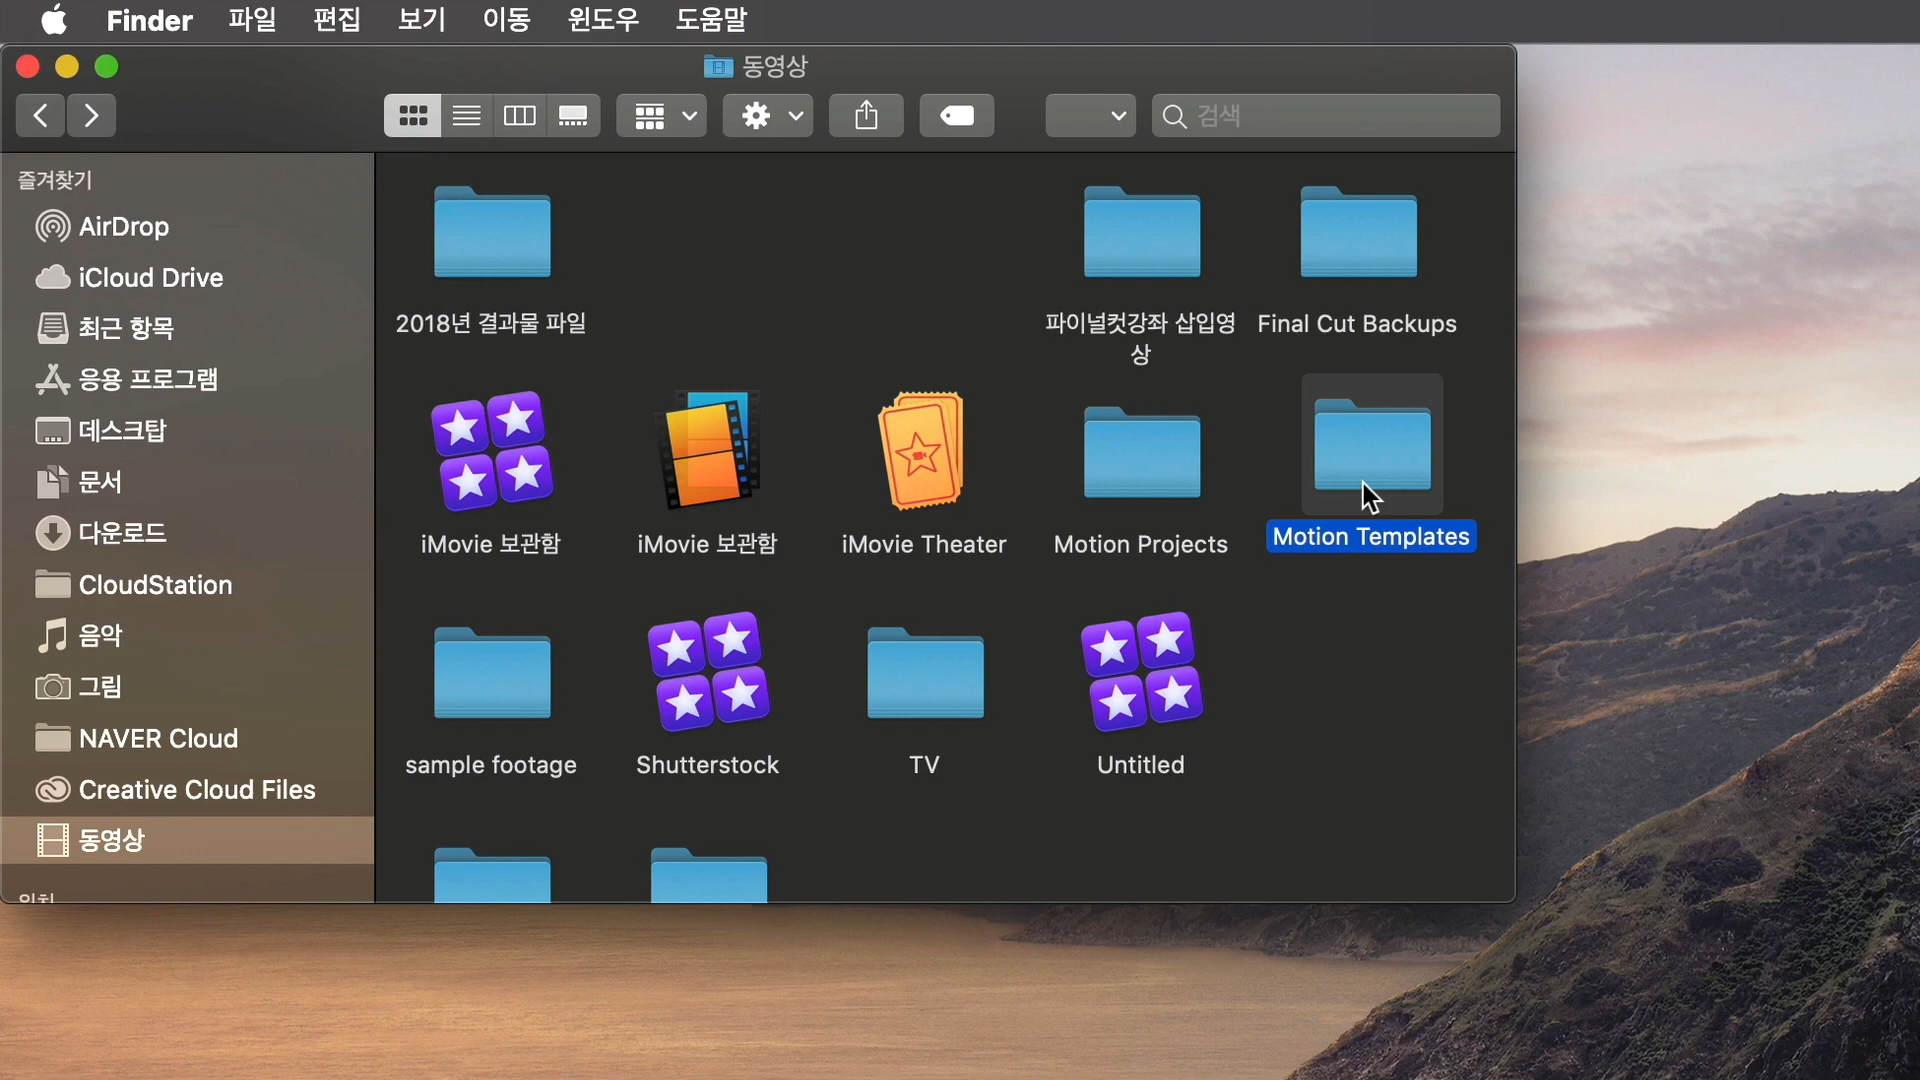 Finder 파일 편집 보기 이동 윈도우 도움말
동영상
검색
즐겨찾기
AirDrop
iCloud Drive
최근 항목
응용 프로그램
데스크탑
문서
다운로드
CloudStation
음악
그림
NAVER Cloud
Creative Cloud Files
동영상
2018년 결과물 파일
파이널컷강좌 삽입영
상
Final Cut Backups
iMovie 보관함
iMovie 보관함
iMovie Theater
Motion Projects
Motion Templates
sample footage
Shutterstock
TV
Untitled